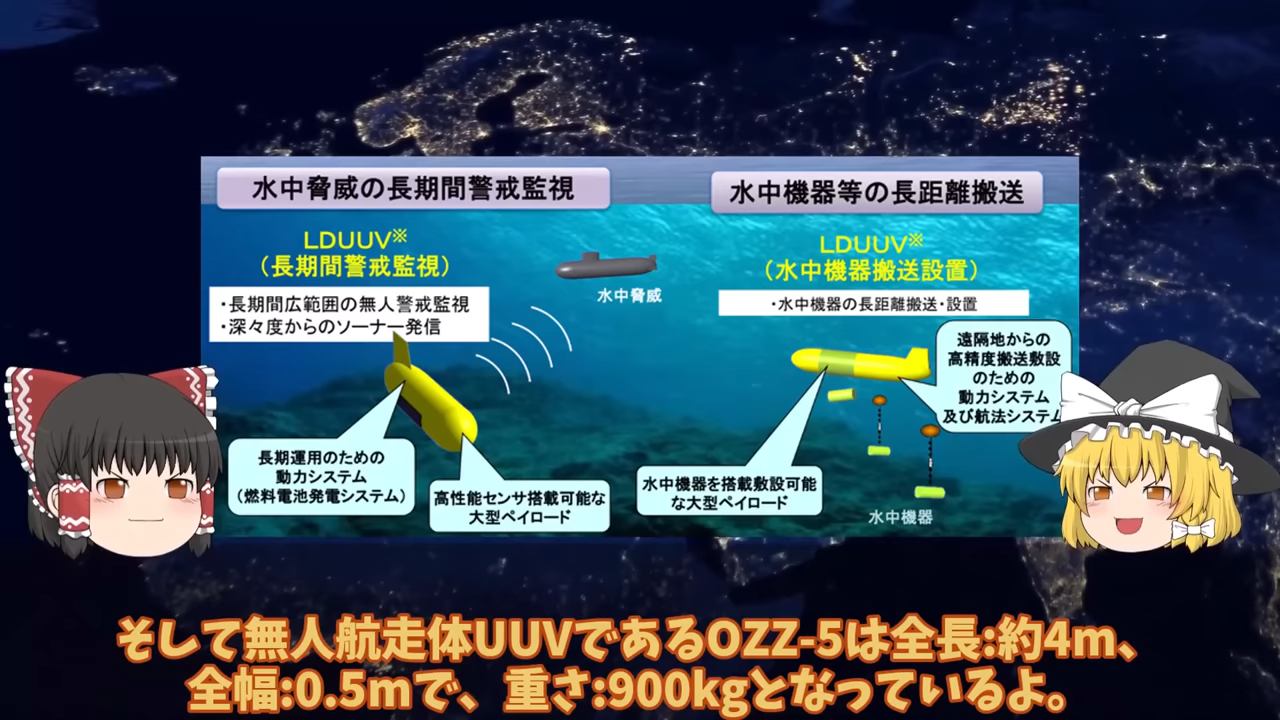 水中脅威の長期間警戒監視
LDUUV※
（長期間警戒監視）
・長期間広範囲の無人警戒監視
・深々度からのソーナー発信
水中脅威
長期運用のための
動力システム
（燃料電池発電システム）
高性能センサ搭載可能な
大型ペイロード
水中機器等の長距離搬送
LDUUV※
（水中機器搬送設置）
・水中機器の長距離搬送・設置
遠隔地からの
高精度搬送敷設
のための
動力システム
及び航法システム
水中機器を搭載敷設可能
な大型ペイロード
水中機器
そして無人航走体UUVであるOZZ-5は全長:約4m、
全幅:0.5mで、重さ:900kgとなっているよ。